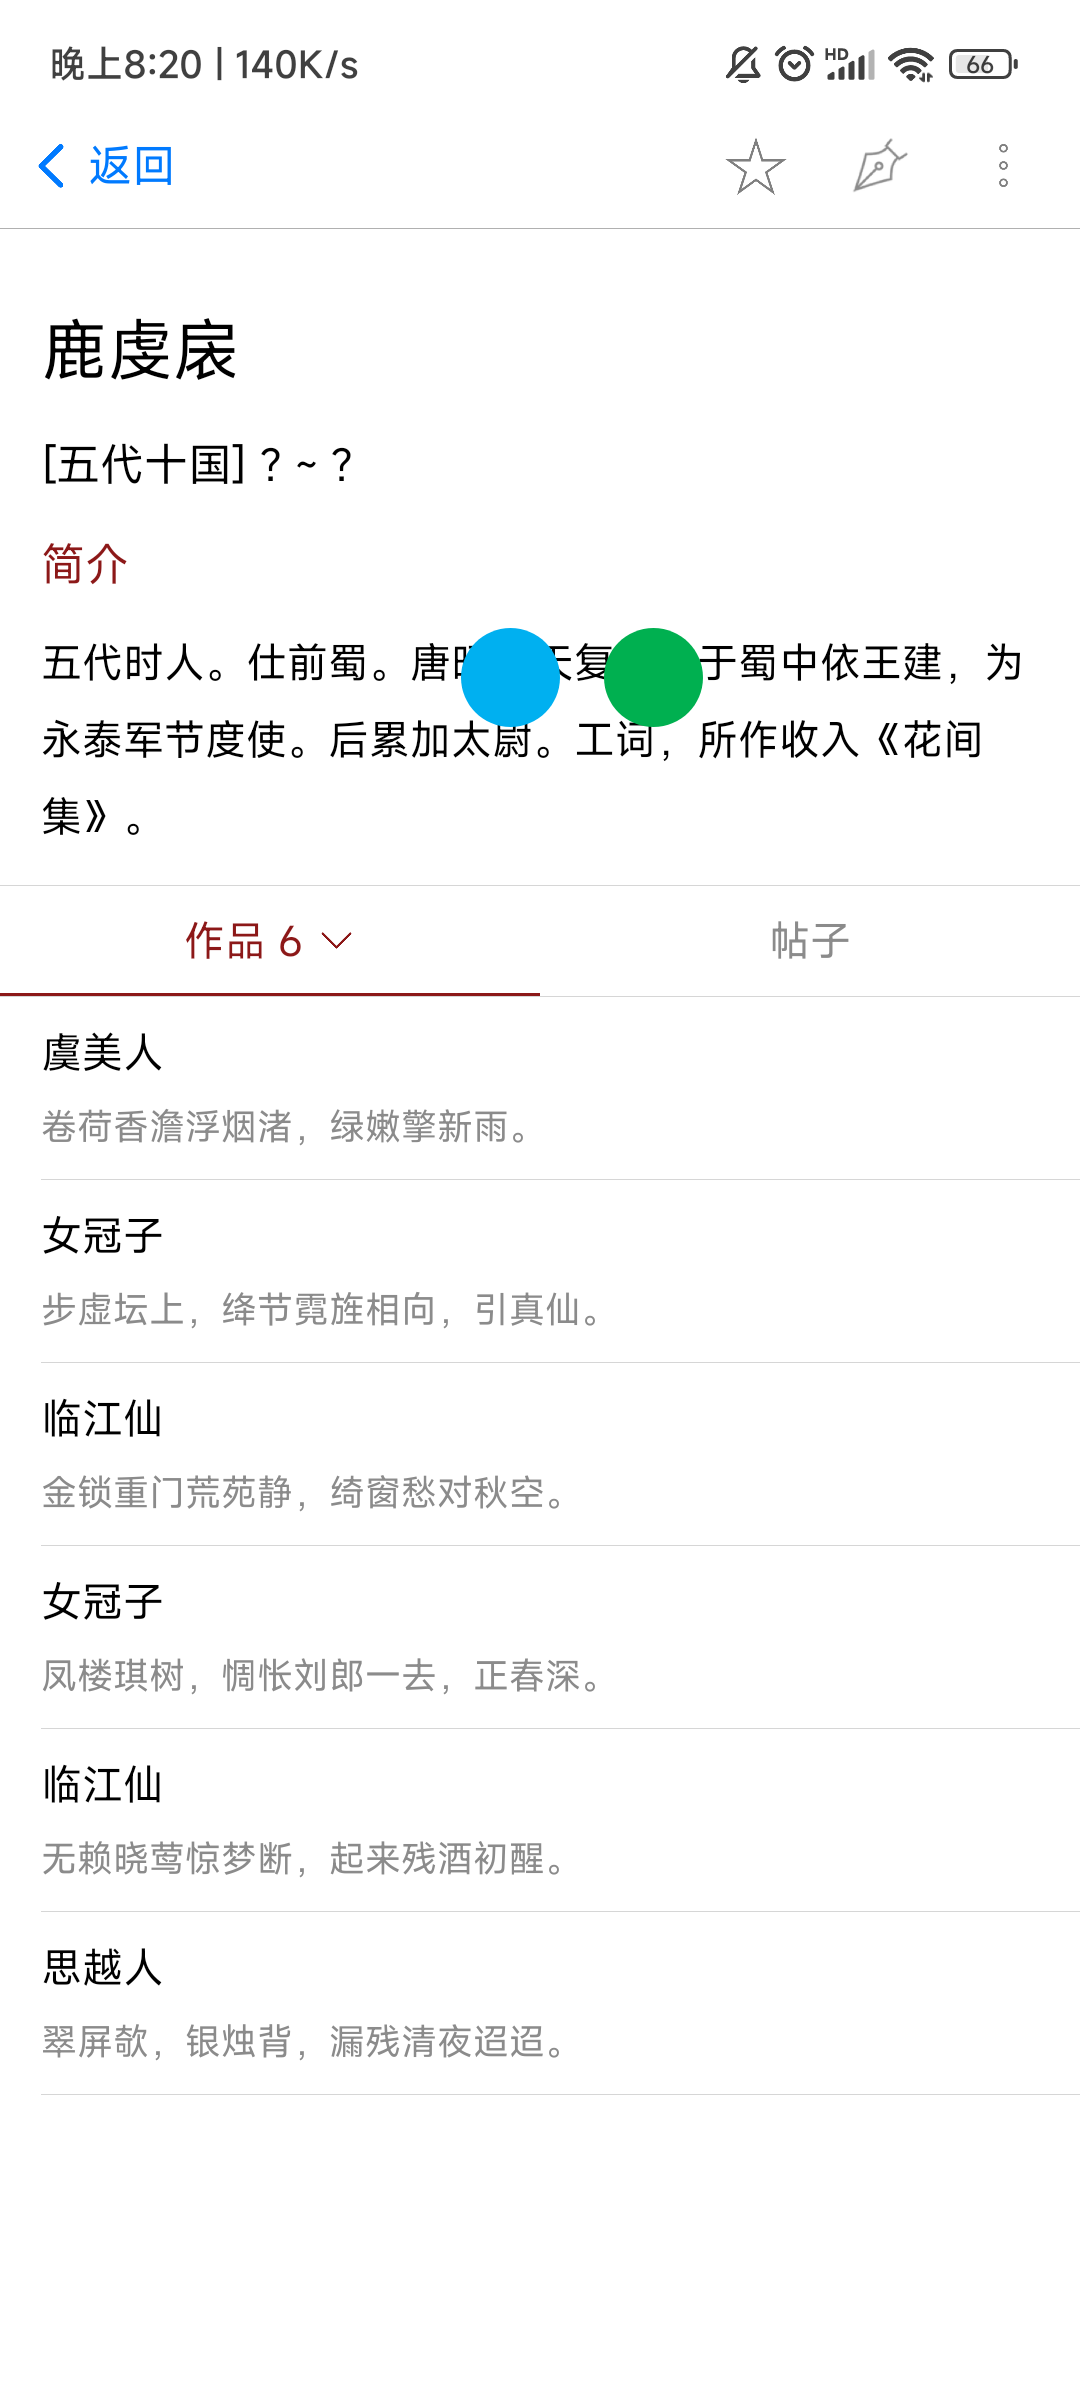 晚上8:20 | 140K/s
HD
66
返回
鹿虔扆
[五代十国] ? ~ ?
简介
五代时人。仕前蜀。唐天复于蜀中依王建，为
永泰军节度使。后累加太尉。工词，所作收入《花间
集》。
作品 6
帖子
虞美人
卷荷香澹浮烟渚，绿嫩擎新雨。
女冠子
步虚坛上，绛节霓旌相向，引真仙。
临江仙
金锁重门荒苑静，绮窗愁对秋空。
女冠子
凤楼琪树，惆怅刘郎一去，正春深。
临江仙
无赖晓莺惊梦断，起来残酒初醒。
思越人
翠屏欹，银烛背，漏残清夜迢迢。